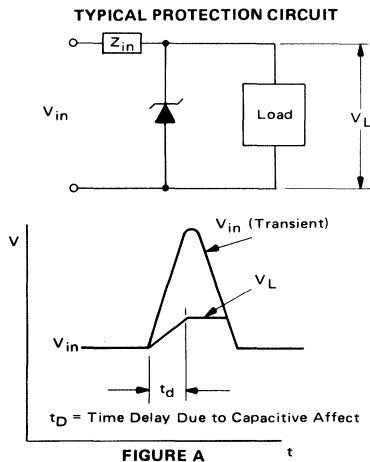 TYPICAL PROTECTION CIRCUIT
Zin
Vin
Load
VL
V
Vin (Transient)
VL
Vin
td
tD = Time Delay Due to Capacitive Affect
FIGURE A
t